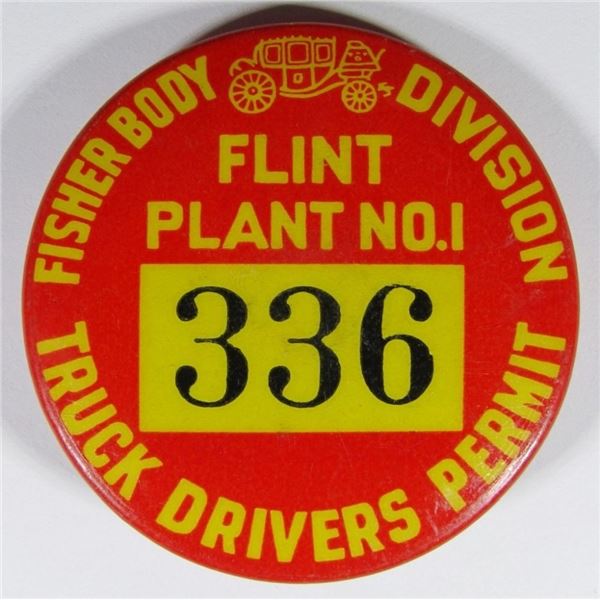 FISHER BODY DIVISION
FLINT
PLANT NO.1
336
TRUCK DRIVERS PERMIT